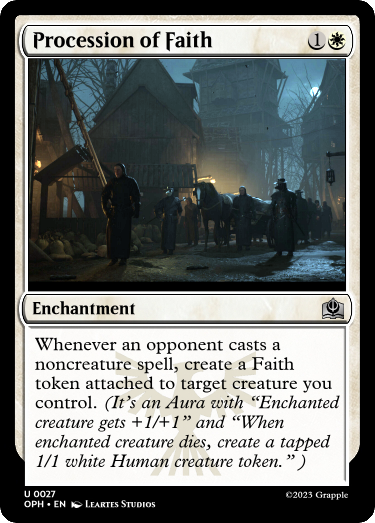 Procession of Faith 1
Enchantment
Whenever an opponent casts a
noncreature spell, create a Faith
token attached to target creature you
control. (It's an Aura with “Enchanted
creature gets +1/+1” and “When
enchanted creature dies, create a tapped
1/1 white Human creature token.” )
U 0027
OPH • EN Leartes Studios
©2023 Grapple